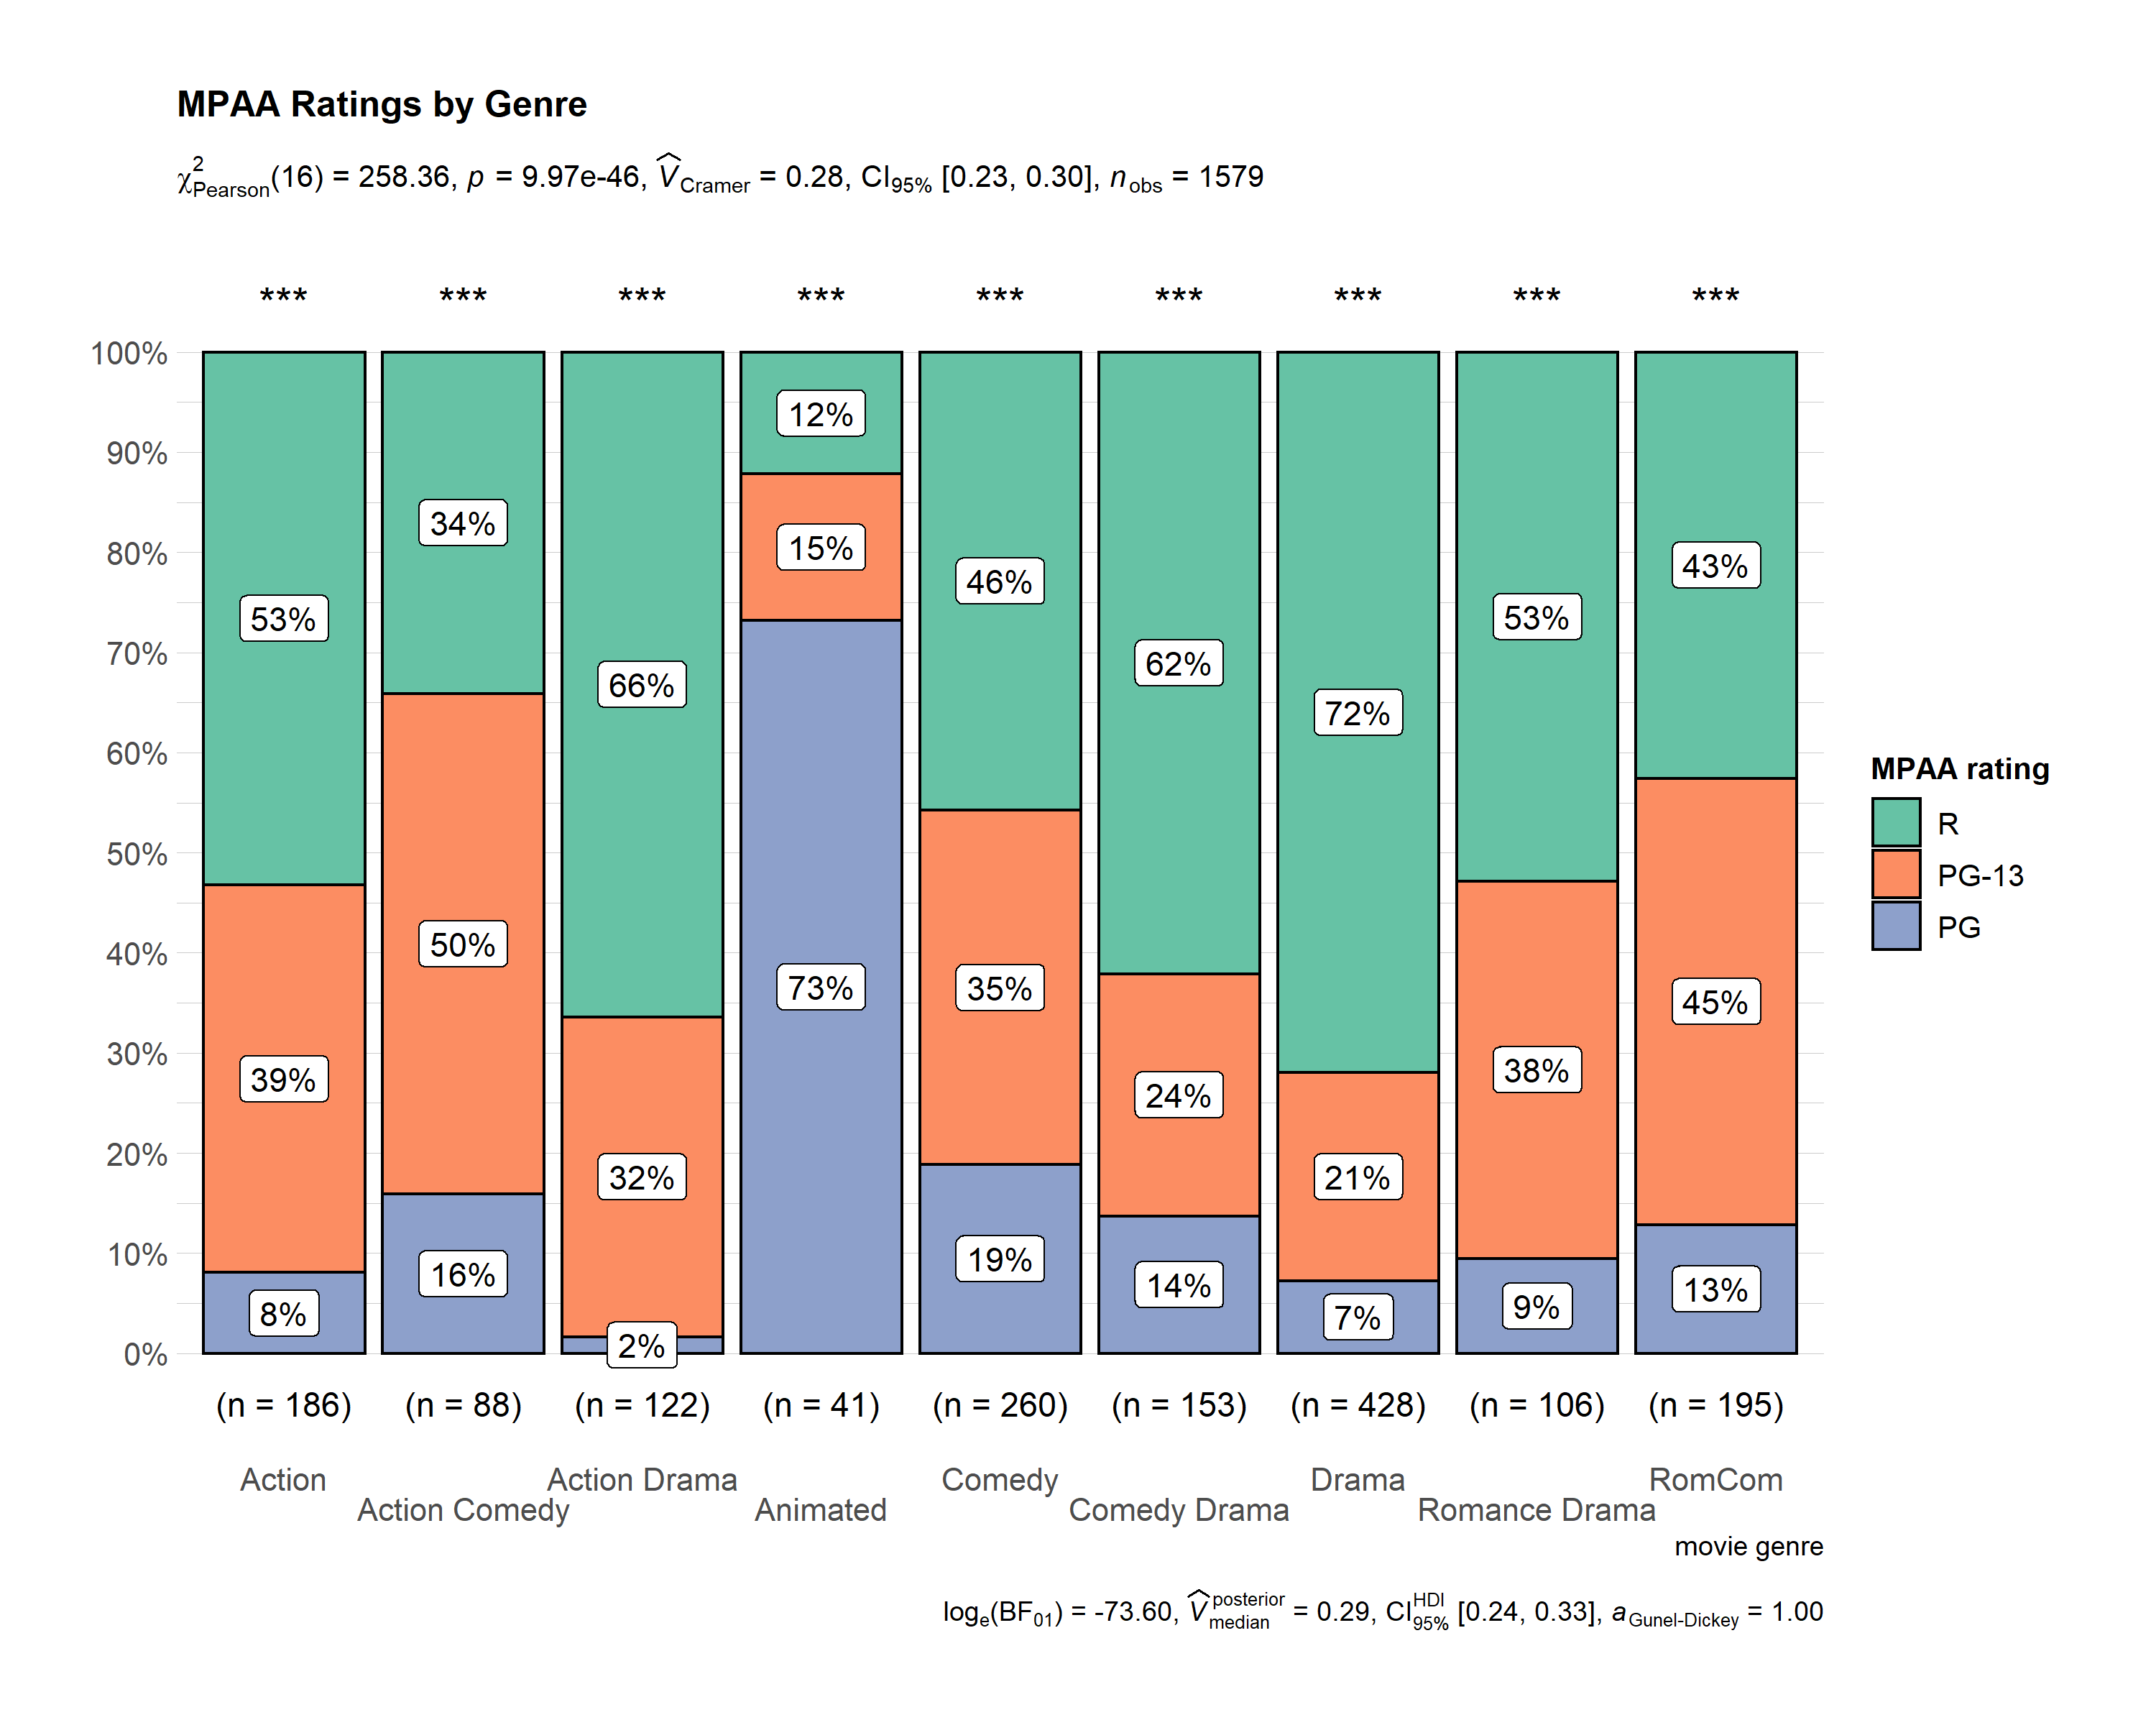 MPAA Ratings by Genre
χ²Pearson(16) = 258.36, p = 9.97e-46, V̂Cramer = 0.28, CI95% [0.23, 0.30], nobs = 1579
*** *** *** *** *** *** *** *** ***
100%
90%
80%
70%
60%
50%
40%
30%
20%
10%
0%
53% 34% 66% 12% 46% 62% 72% 53% 43%
39% 50% 32% 15% 35% 24% 21% 38% 45%
8% 16% 2% 73% 19% 14% 7% 9% 13%
MPAA rating
R
PG-13
PG
(n = 186) (n = 88) (n = 122) (n = 41) (n = 260) (n = 153) (n = 428) (n = 106) (n = 195)
Action Action Drama Comedy Drama RomCom
Action Comedy Animated Comedy Drama Romance Drama
movie genre
loge(BF01) = -73.60, V̂posterior median = 0.29, CIHDI 95% [0.24, 0.33], aGunel-Dickey = 1.00